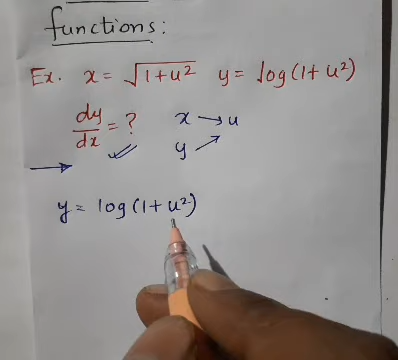 functions:
Ex. x = √(1+u²) y = log(1+u²)
dy/dx = ? x → u
y ↗
y = log(1+u²)